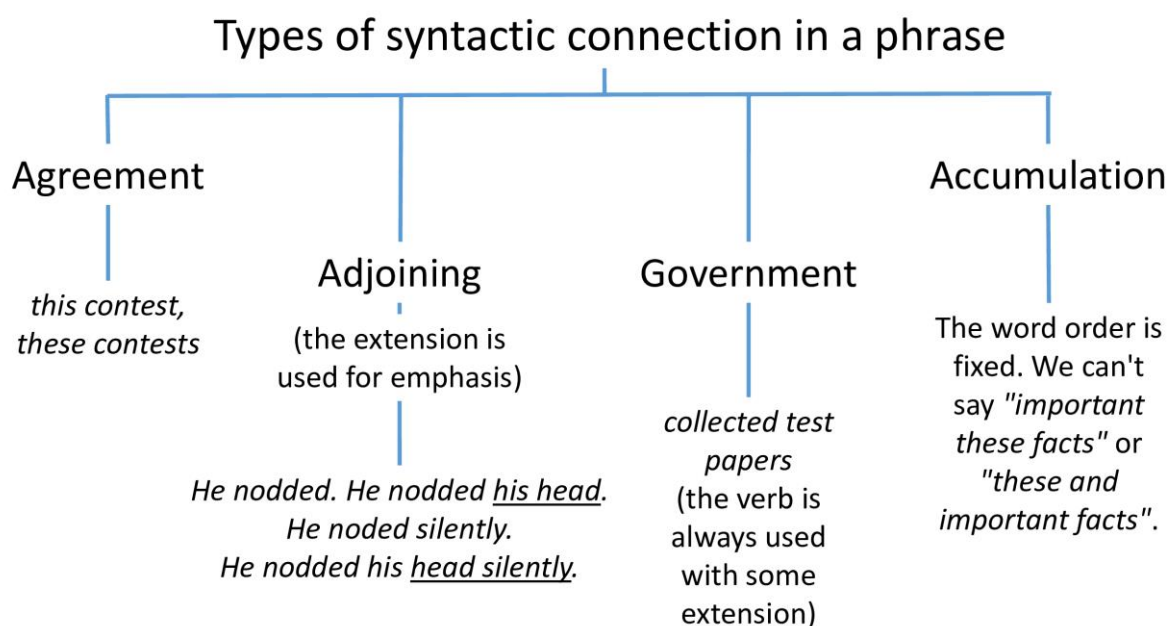 Types of syntactic connection in a phrase
Agreement
this contest,
these contests
Adjoining
(the extension is
used for emphasis)
He nodded. He nodded his head.
He noded silently.
He nodded his head silently.
Government
collected test
papers
(the verb is
always used
with some
extension)
Accumulation
The word order is
fixed. We can't
say "important
these facts" or
"these and
important facts".